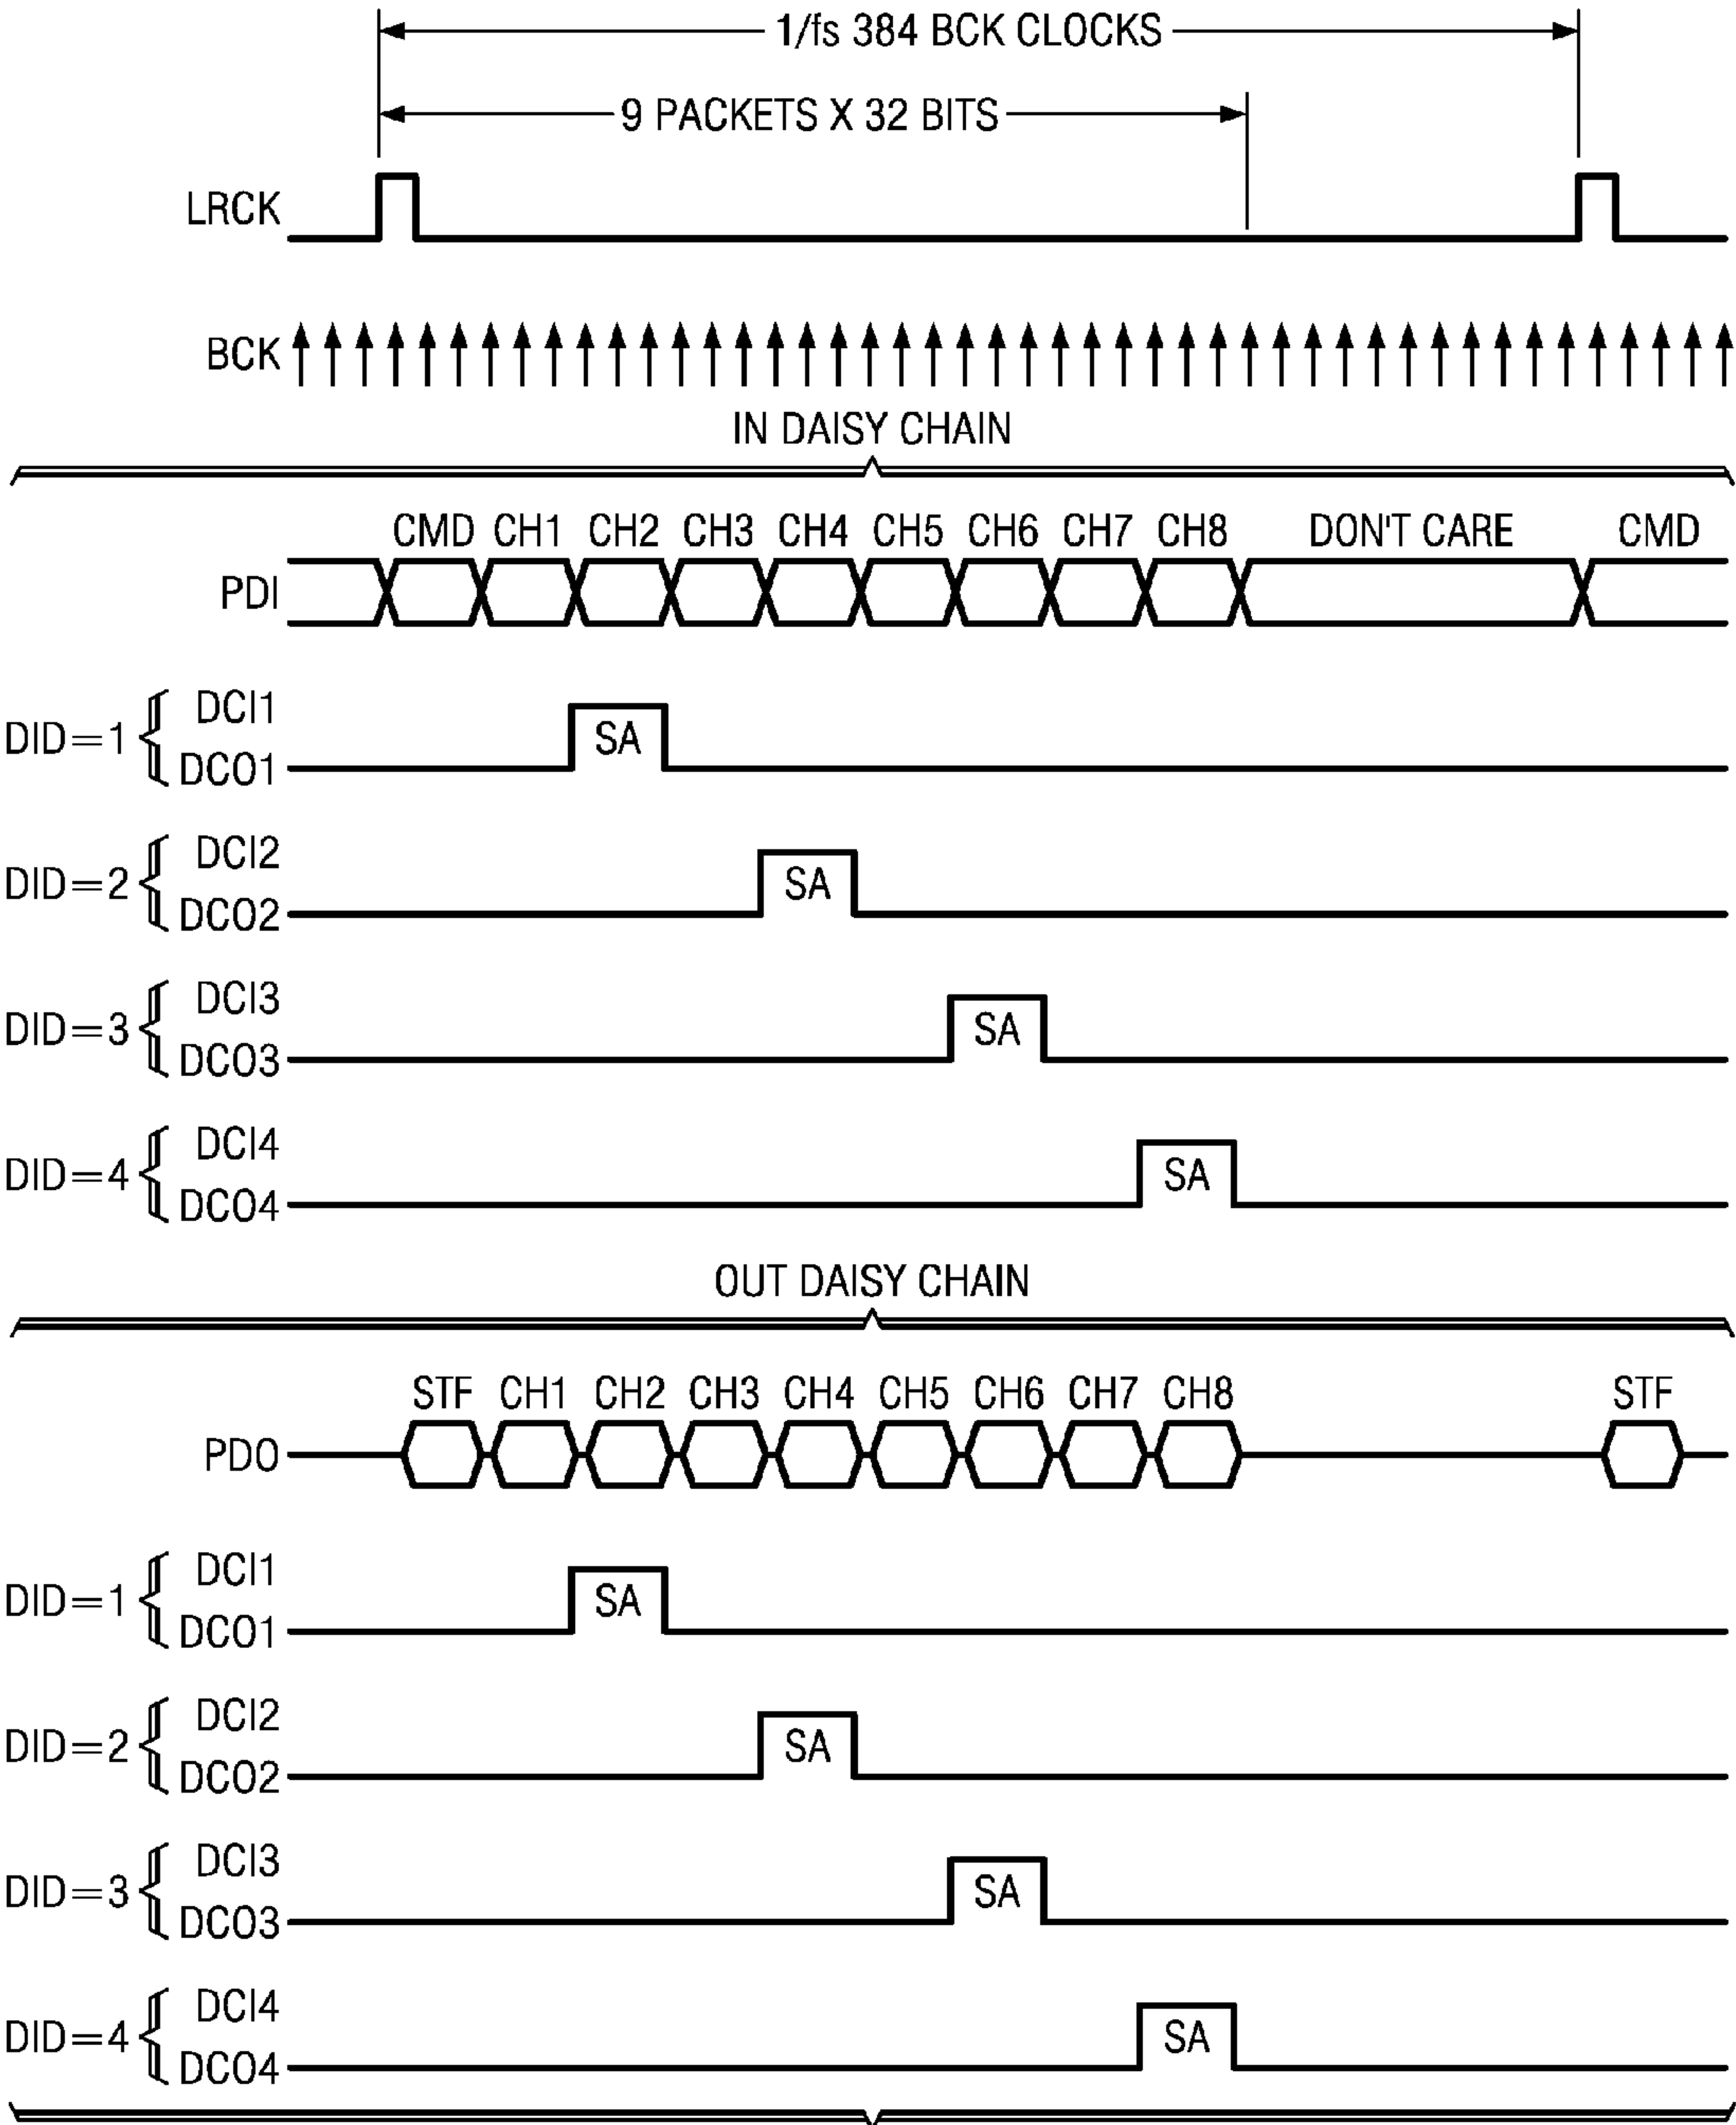 1/fs 384 BCK CLOCKS
9 PACKETS X 32 BITS
LRCK
BCK
IN DAISY CHAIN
CMD CH1 CH2 CH3 CH4 CH5 CH6 CH7 CH8 DON'T CARE CMD
PDI
DCI1
DID=1 SA
DCO1
DCI2
DID=2 SA
DCO2
DCI3
DID=3 SA
DCO3
DCI4
DID=4 SA
DCO4
OUT DAISY CHAIN
STF CH1 CH2 CH3 CH4 CH5 CH6 CH7 CH8 STF
PDO
DCI1
DID=1 SA
DCO1
DCI2
DID=2 SA
DCO2
DCI3
DID=3 SA
DCO3
DCI4
DID=4 SA
DCO4